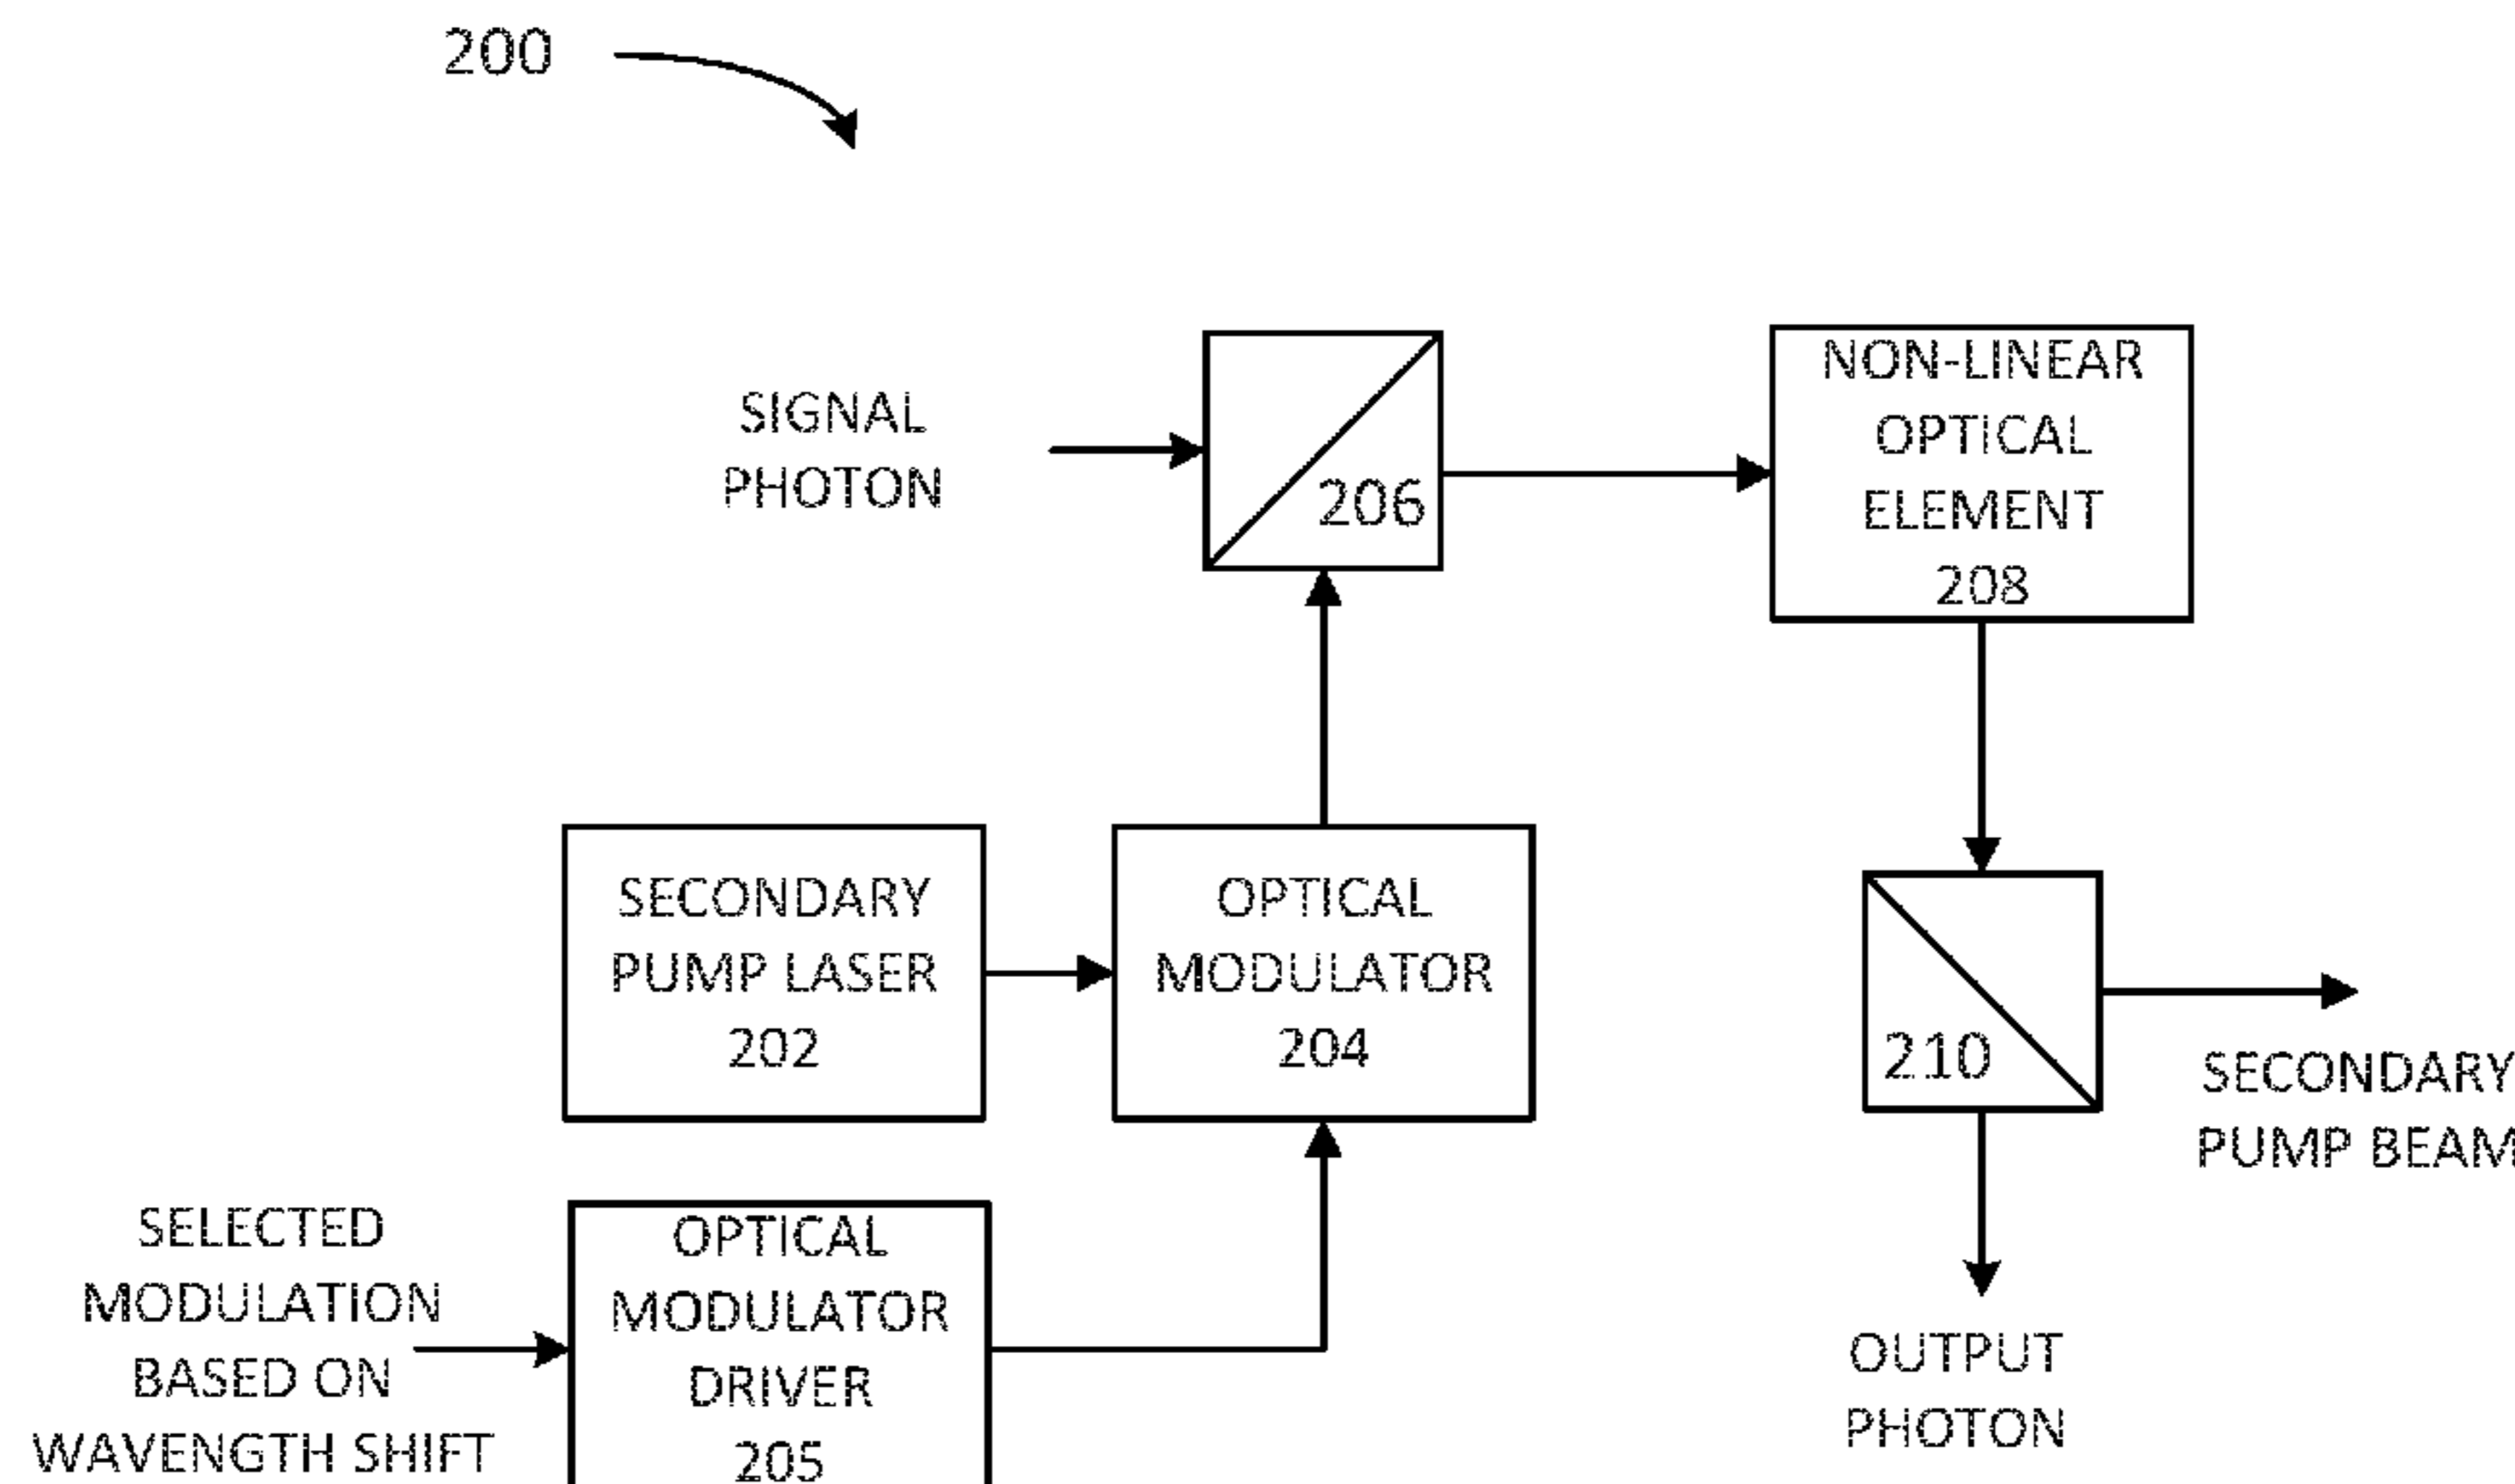 200
SIGNAL
PHOTON
206
NON-LINEAR
OPTICAL
ELEMENT
208
SECONDARY
PUMP LASER
202
OPTICAL
MODULATOR
204
210
SECONDARY
PUMP BEAM
SELECTED
MODULATION
BASED ON
WAVENGTH SHIFT
OPTICAL
MODULATOR
DRIVER
205
OUTPUT
PHOTON